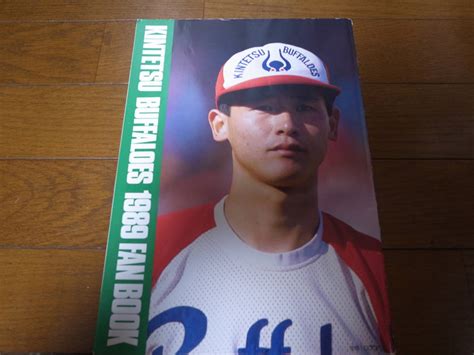 KINTETSU BUFFALOES 1989 FAN BOOK
KINTETSU BUFFALOES
Buffalo